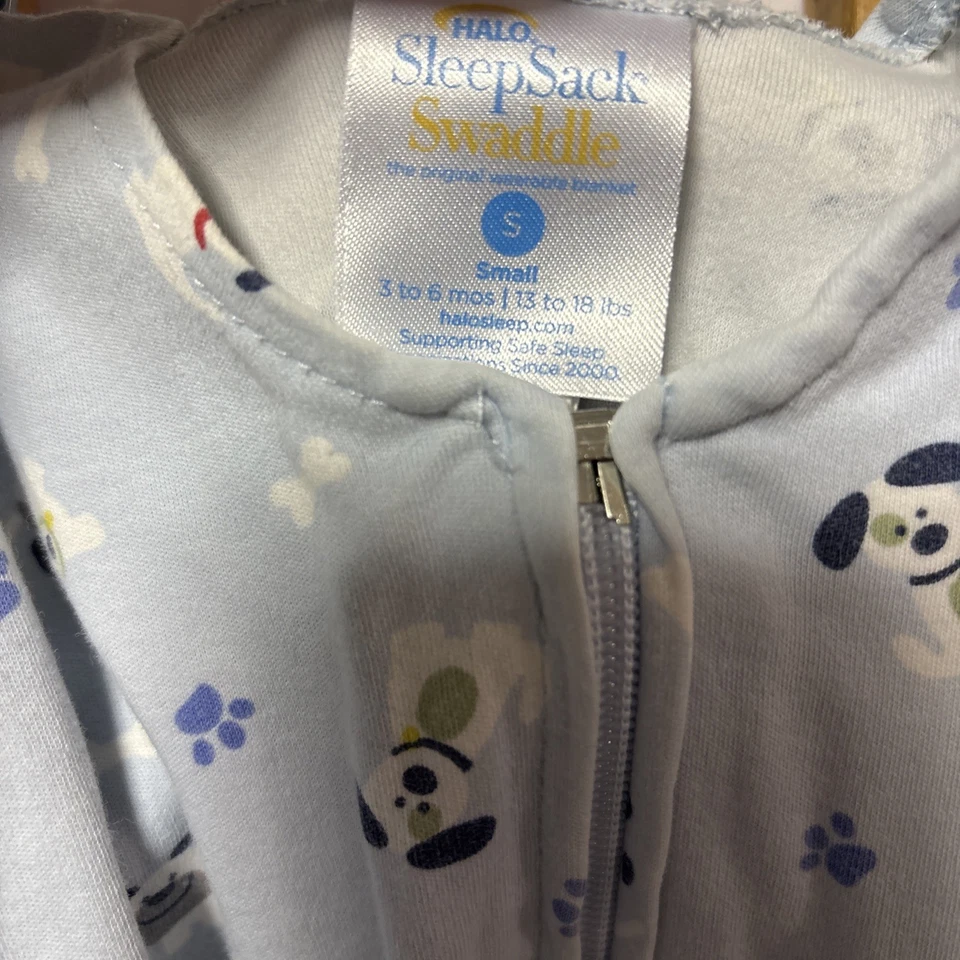 HALO
SleepSack
Swaddle
the original wearable blanket
S
Small
3 to 6 mos | 13 to 18 lbs
halosleep.com
Supporting Safe Sleep
Since 2000.